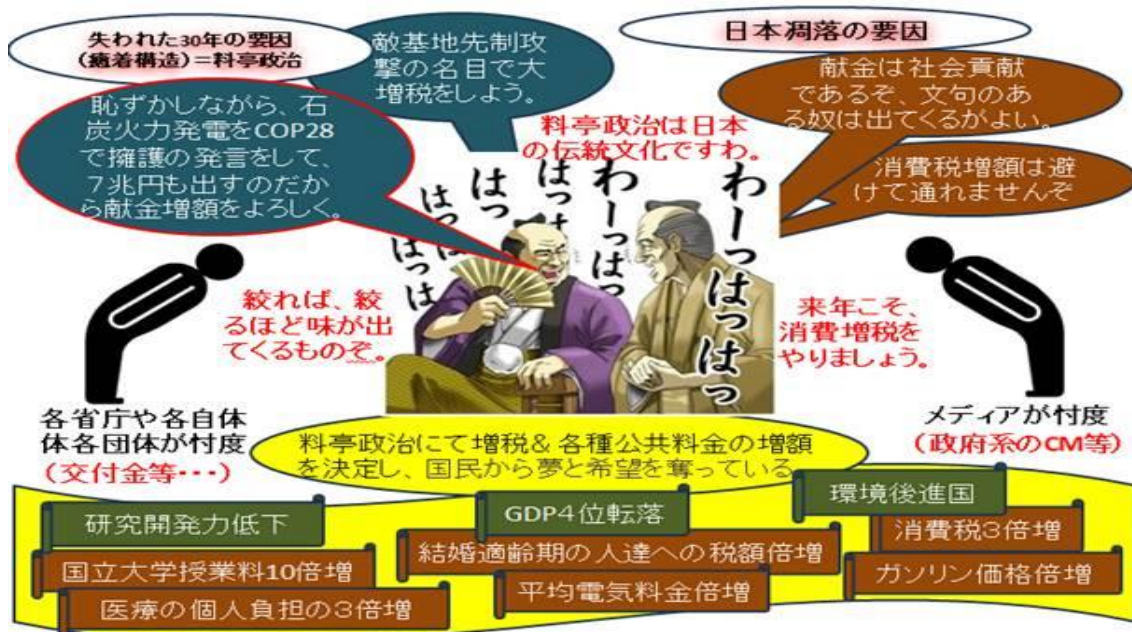 失われた30年の要因
(癒着構造)＝料亭政治
敵基地先制攻
撃の名目で大
増税をしよう。
日本凋落の要因
恥ずかしながら、石
炭火力発電をCOP28
で擁護の発言をして、
７兆円も出すのだか
ら献金増額をよろしく。
料亭政治は日本
の伝統文化ですわ。
献金は社会貢献
であるぞ、文句のあ
る奴は出てくるがよい。
消費税増額は避
けて通れませんぞ
わーっはっはっ
わーっはっ
はっはっ
はっ
はっはっ
はっはっ
絞れば、絞
るほど味が出
てくるものぞ。
来年こそ、
消費増税を
やりましょう。
各省庁や各自体
体各団体が忖度
(交付金等・・・)
メディアが忖度
(政府系のCM等)
料亭政治にて増税& 各種公共料金の増額
を決定し、国民から夢と希望を奪っている
研究開発力低下
GDP４位転落
環境後進国
国立大学授業料10倍増
結婚適齢期の人達への税額倍増
消費税３倍増
医療の個人負担の３倍増
平均電気料金倍増
ガソリン価格倍増